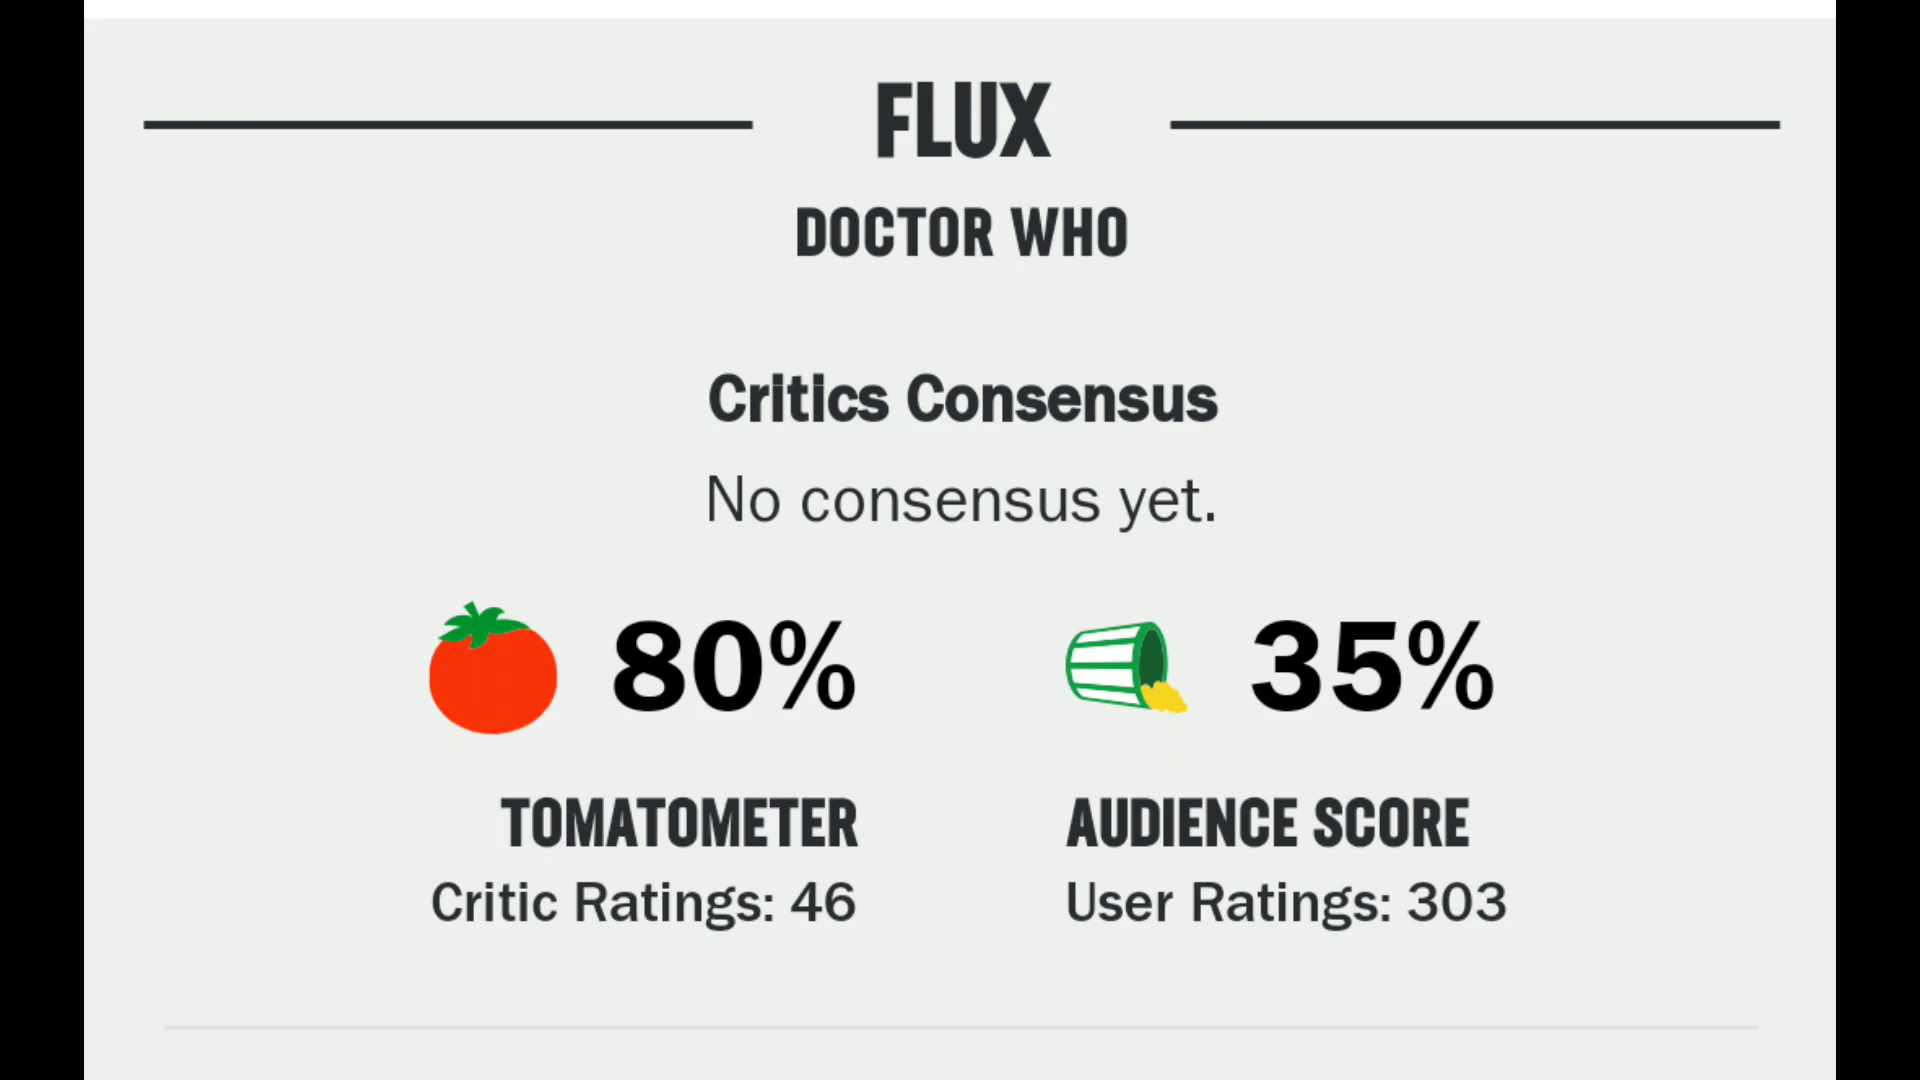 FLUX
DOCTOR WHO
Critics Consensus
No consensus yet.
80%
35%
TOMATOMETER
AUDIENCE SCORE
Critic Ratings: 46
User Ratings: 303